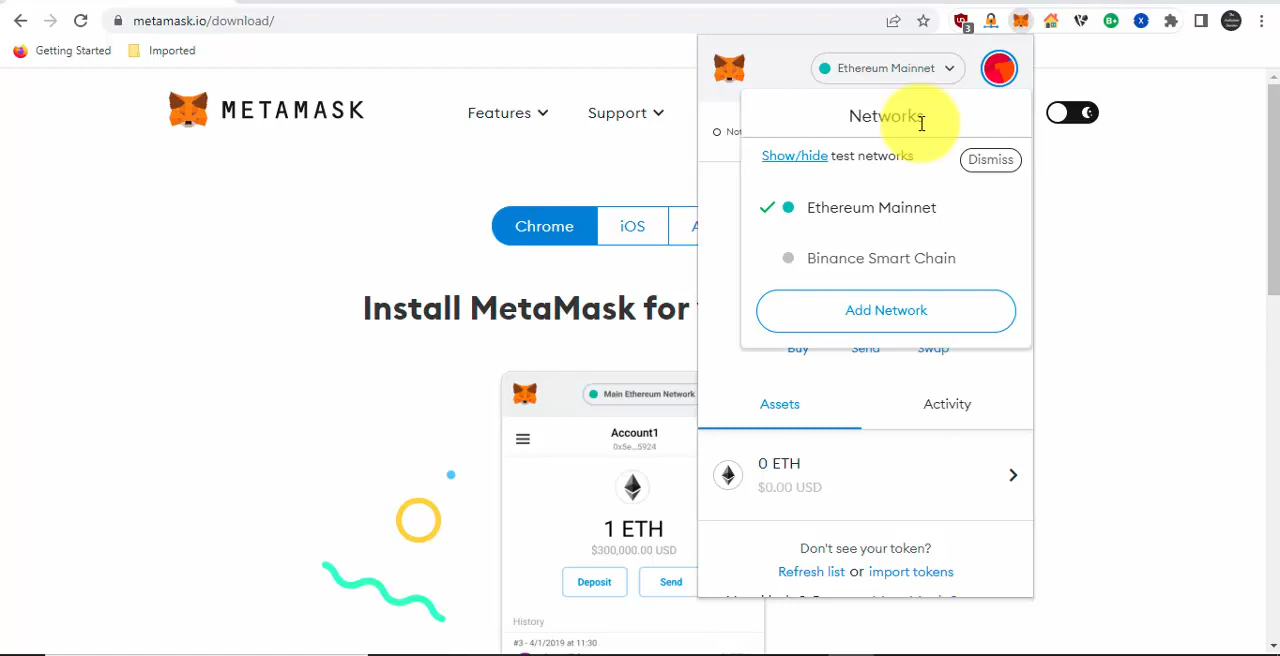 metamask.io/download/
3
Getting Started
Imported
METAMASK
Features
Support
Ethereum Mainnet
Networks
Show/hide test networks
Dismiss
Ethereum Mainnet
Binance Smart Chain
Add Network
Buy
Send
Swap
Chrome
iOS
Install MetaMask for
Assets
Activity
0 ETH
$0.00 USD
Don't see your token?
Refresh list or import tokens
Main Ethereum Network
Account1
0x5e...5924
1 ETH
$300,000.00 USD
Deposit
Send
History
#3 - 4/1/2019 at 11:30